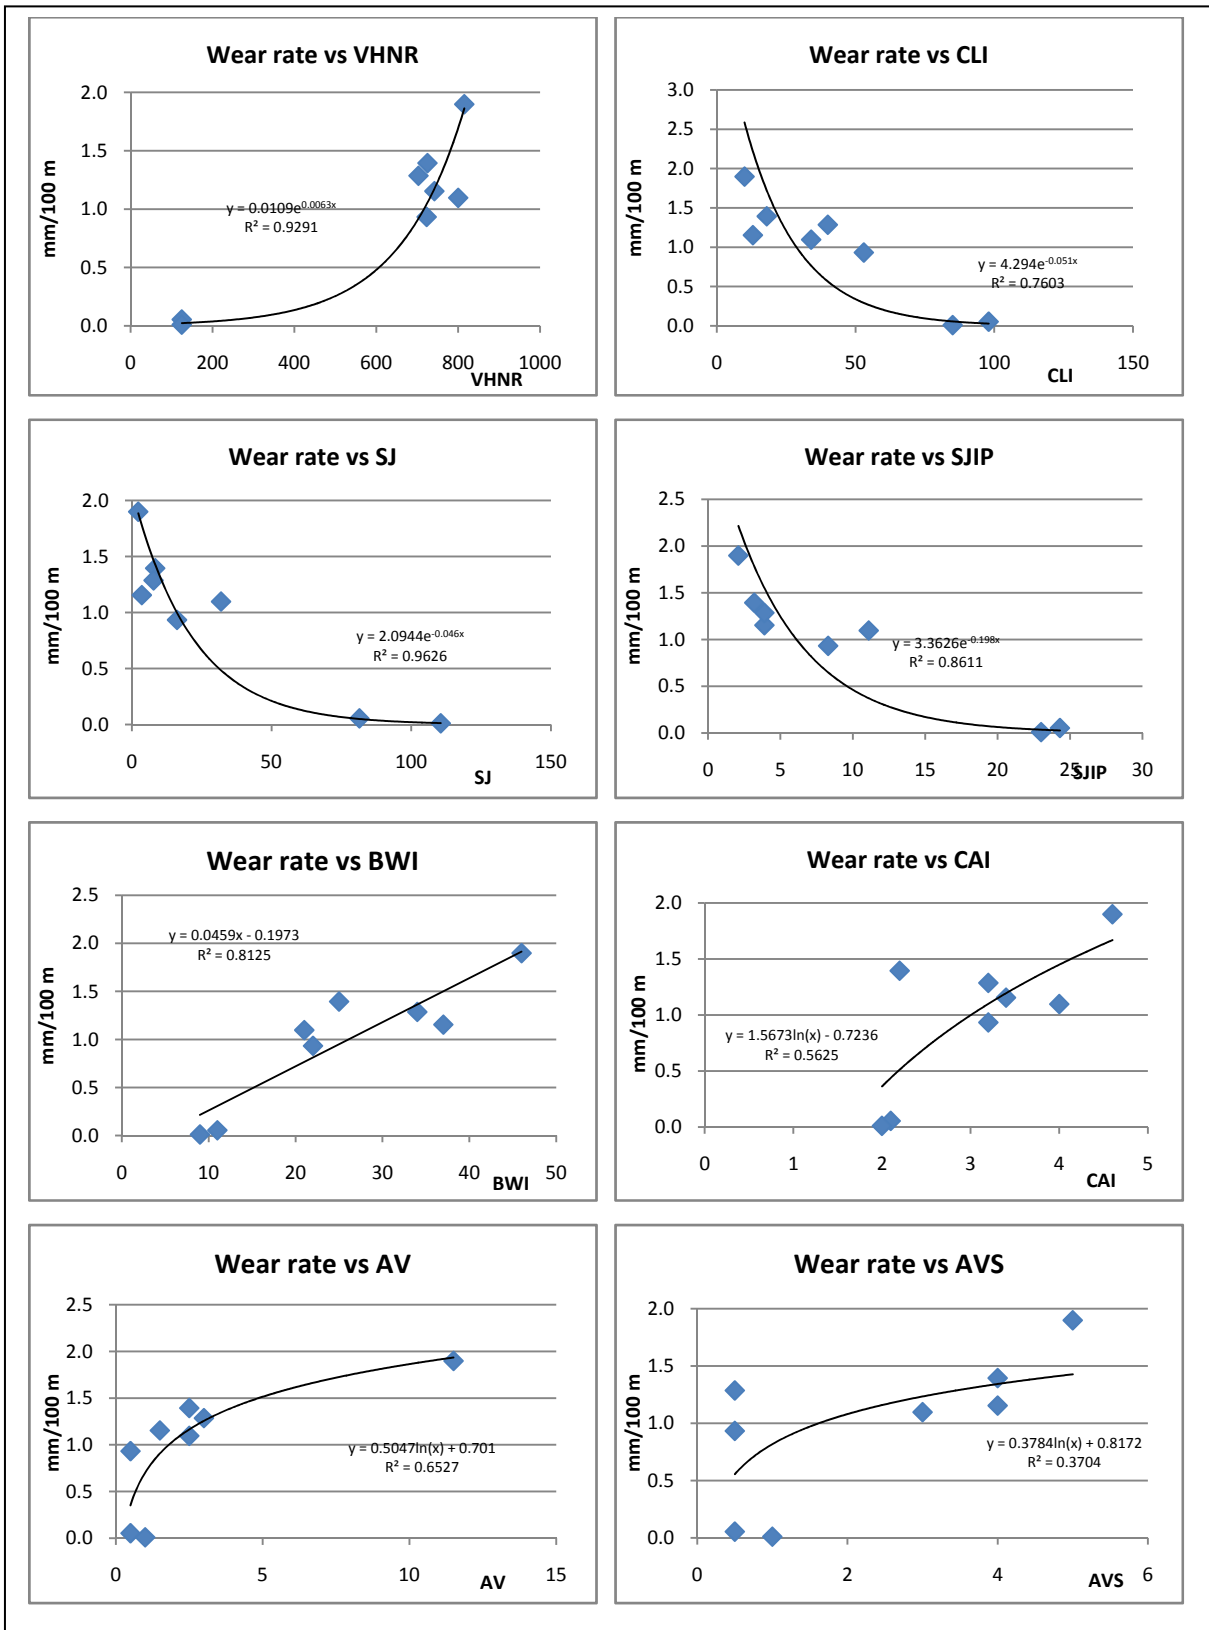 Wear rate vs VHNR
mm/100 m
2.0
1.5
1.0
0.5
0.0
y = 0.0109e^0.0063x
R² = 0.9291
0 200 400 600 800 1000
VHNR
Wear rate vs CLI
mm/100 m
3.0
2.5
2.0
1.5
1.0
0.5
0.0
y = 4.294e^-0.051x
R² = 0.7603
0 50 100 150
CLI
Wear rate vs SJ
mm/100 m
2.0
1.5
1.0
0.5
0.0
y = 2.0944e^-0.046x
R² = 0.9626
0 50 100 150
SJ
Wear rate vs SJIP
mm/100 m
2.5
2.0
1.5
1.0
0.5
0.0
y = 3.3626e^-0.198x
R² = 0.8611
0 5 10 15 20 25 30
SJIP
Wear rate vs BWI
mm/100 m
2.5
2.0
1.5
1.0
0.5
0.0
y = 0.0459x - 0.1973
R² = 0.8125
0 10 20 30 40 50
BWI
Wear rate vs CAI
mm/100 m
2.0
1.5
1.0
0.5
0.0
y = 1.5673ln(x) - 0.7236
R² = 0.5625
0 1 2 3 4 5
CAI
Wear rate vs AV
mm/100 m
2.5
2.0
1.5
1.0
0.5
0.0
y = 0.5047ln(x) + 0.701
R² = 0.6527
0 5 10 15
AV
Wear rate vs AVS
mm/100 m
2.0
1.5
1.0
0.5
0.0
y = 0.3784ln(x) + 0.8172
R² = 0.3704
0 2 4 6
AVS